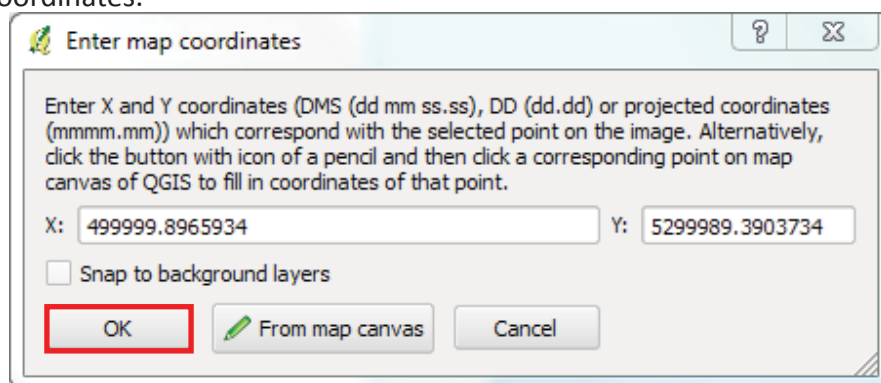 coordinates.
Enter map coordinates
Enter X and Y coordinates (DMS (dd mm ss.ss), DD (dd.dd) or projected coordinates
(mmmm.mm)) which correspond with the selected point on the image. Alternatively,
click the button with icon of a pencil and then click a corresponding point on map
canvas of QGIS to fill in coordinates of that point.
X: 499999.8965934 Y: 5299989.3903734
Snap to background layers
OK From map canvas Cancel